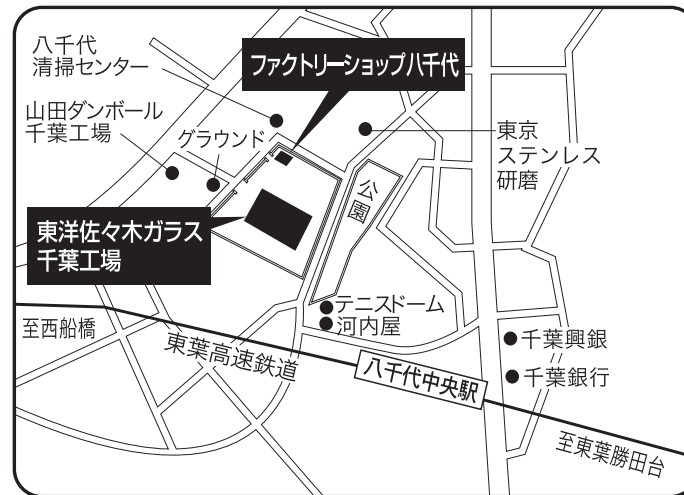 八千代
清掃センター
ファクトリーショップ八千代
山田ダンボール
千葉工場
グラウンド
東京
ステンレス
研磨
公園
東洋佐々木ガラス
千葉工場
テニスドーム
河内屋
至西船橋
東葉高速鉄道
八千代中央駅
千葉興銀
千葉銀行
至東葉勝田台